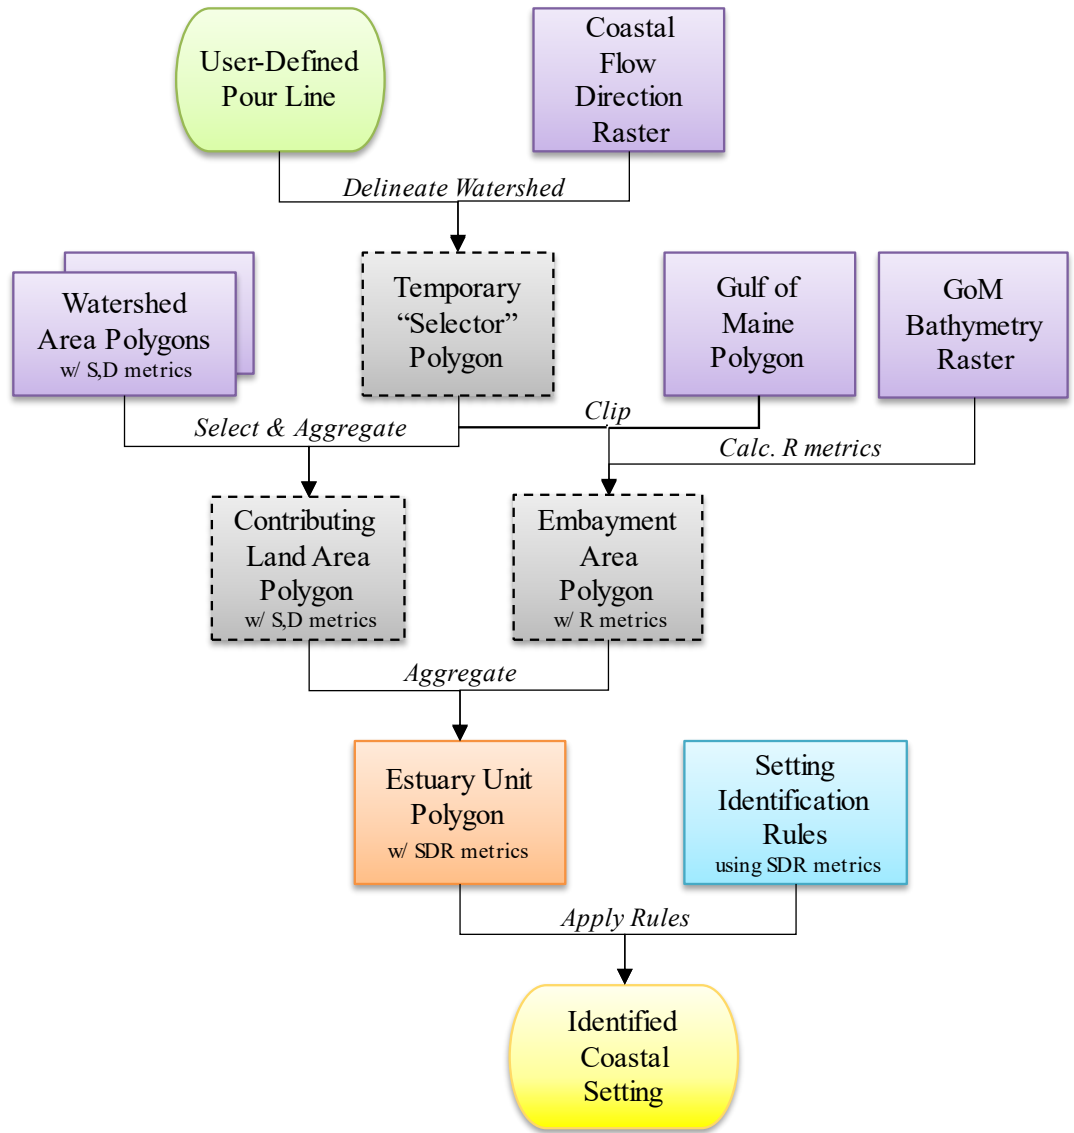 User-Defined
Pour Line
Coastal
Flow
Direction
Raster
Delineate Watershed
Watershed
Area Polygons
w/ S,D metrics
Temporary
“Selector”
Polygon
Gulf of
Maine
Polygon
GoM
Bathymetry
Raster
Select & Aggregate
Clip
Calc. R metrics
Contributing
Land Area
Polygon
w/ S,D metrics
Embayment
Area
Polygon
w/ R metrics
Aggregate
Estuary Unit
Polygon
w/ SDR metrics
Setting
Identification
Rules
using SDR metrics
Apply Rules
Identified
Coastal
Setting